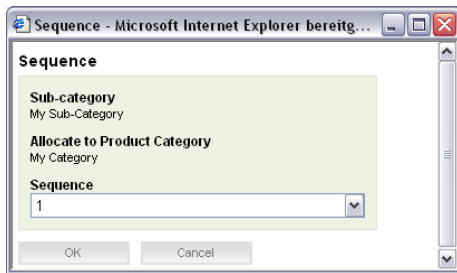 Sequence - Microsoft Internet Explorer bereitg...
Sequence
Sub-category
My Sub-Category
Allocate to Product Category
My Category
Sequence
1
OK Cancel